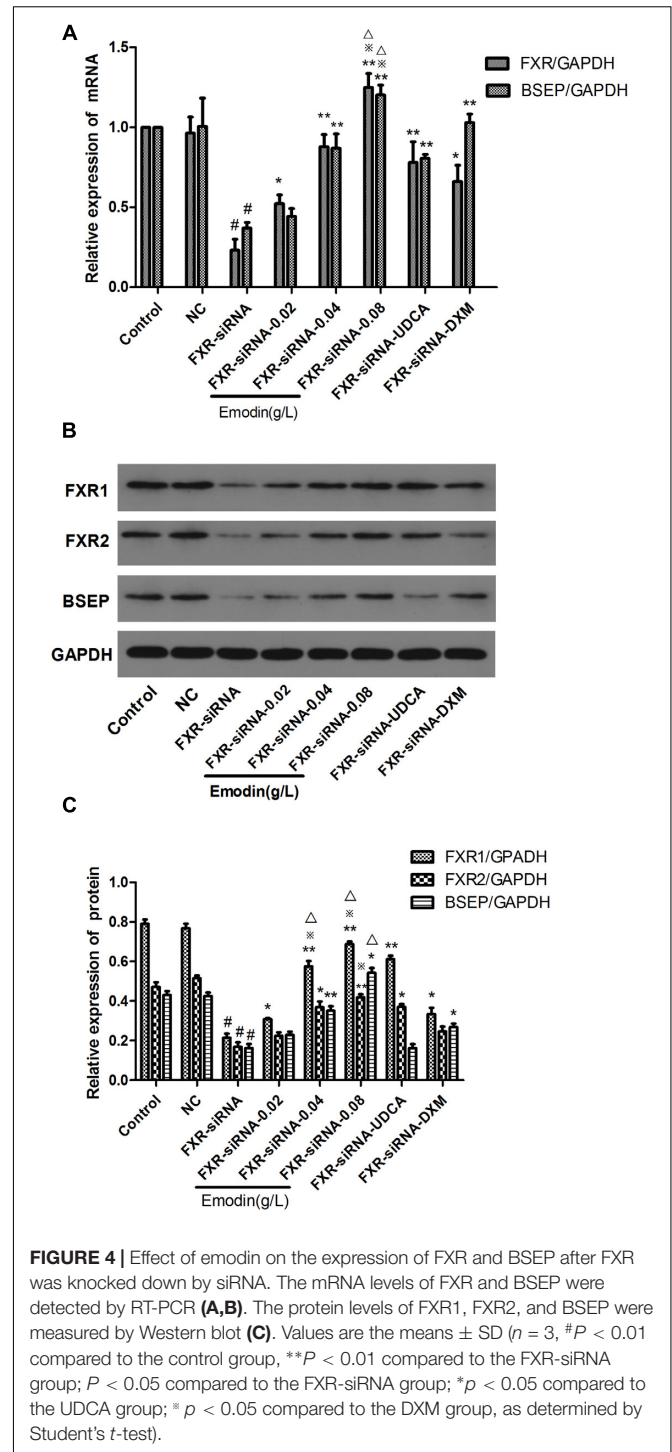 A
△
※ △
** ※
**
** **
** **
**
*
*
# #
1.5
1.0
0.5
0.0
Relative expression of mRNA
FXR/GAPDH
BSEP/GAPDH
Control
NC
FXR-siRNA
FXR-siRNA-0.02
FXR-siRNA-0.04
FXR-siRNA-0.08
FXR-siRNA-UDCA
FXR-siRNA-DXM
Emodin(g/L)
B
FXR1
FXR2
BSEP
GAPDH
Control
NC
FXR-siRNA
FXR-siRNA-0.02
FXR-siRNA-0.04
FXR-siRNA-0.08
FXR-siRNA-UDCA
FXR-siRNA-DXM
Emodin(g/L)
C
FXR1/GPADH
FXR2/GAPDH
BSEP/GAPDH
1.0
0.8
0.6
0.4
0.2
0.0
Relative expression of protein
# # #
*
△
※
**
* **
△
※
**
※
**
△
*
**
*
*
*
Control
NC
FXR-siRNA
FXR-siRNA-0.02
FXR-siRNA-0.04
FXR-siRNA-0.08
FXR-siRNA-UDCA
FXR-siRNA-DXM
Emodin(g/L)
FIGURE 4 | Effect of emodin on the expression of FXR and BSEP after FXR
was knocked down by siRNA. The mRNA levels of FXR and BSEP were
detected by RT-PCR (A,B). The protein levels of FXR1, FXR2, and BSEP were
measured by Western blot (C). Values are the means ± SD (n = 3, #P < 0.01
compared to the control group, **P < 0.01 compared to the FXR-siRNA
group; P < 0.05 compared to the FXR-siRNA group; *p < 0.05 compared to
the UDCA group; ※ p < 0.05 compared to the DXM group, as determined by
Student's t-test).